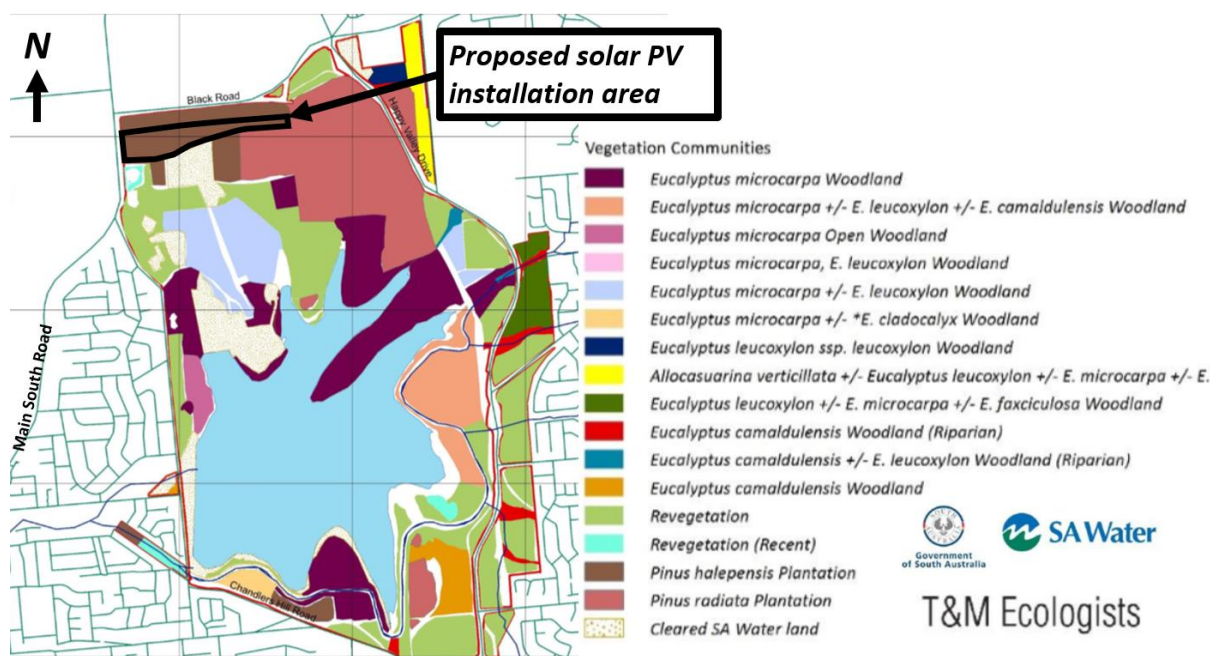 N
Proposed solar PV
installation area
Black Road
Happy Valley Drive
Main South Road
Chandlers Hill Road
Vegetation Communities
Eucalyptus microcarpa Woodland
Eucalyptus microcarpa +/- E. leucoxylon +/- E. camaldulensis Woodland
Eucalyptus microcarpa Open Woodland
Eucalyptus microcarpa, E. leucoxylon Woodland
Eucalyptus microcarpa +/- E. leucoxylon Woodland
Eucalyptus microcarpa +/- *E. cladocalyx Woodland
Eucalyptus leucoxylon ssp. leucoxylon Woodland
Allocasuarina verticillata +/- Eucalyptus leucoxylon +/- E. microcarpa +/- E.
Eucalyptus leucoxylon +/- E. microcarpa +/- E. faxciculosa Woodland
Eucalyptus camaldulensis Woodland (Riparian)
Eucalyptus camaldulensis +/- E. leucoxylon Woodland (Riparian)
Eucalyptus camaldulensis Woodland
Revegetation
Revegetation (Recent)
Pinus halepensis Plantation
Pinus radiata Plantation
Cleared SA Water land
Government
of South Australia
SA Water
T&M Ecologists